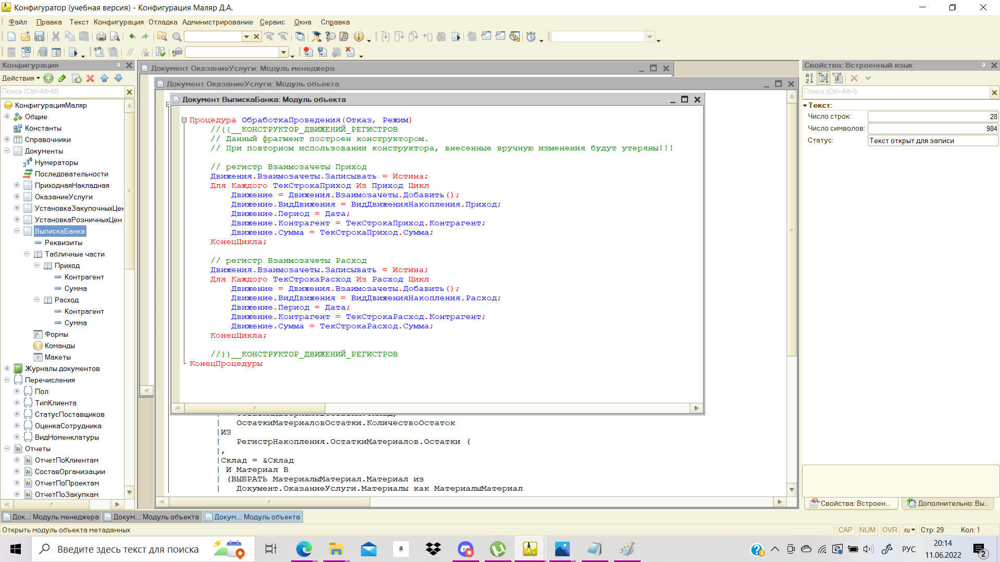 Конфигуратор (учебная версия) - Конфигурация Маляр Д.А.
Файл Правка Текст Конфигурация Отладка Администрирование Сервис Окна Справка
Конфигурация
Действия
Поиск (Ctrl+Alt+M)
КонфигурацияМаляр
Общие
Константы
Справочники
Документы
Нумераторы
Последовательности
ПриходнаяНакладная
ОказаниеУслуги
УстановкаЗакупочныхЦен
УстановкаРозничныхЦен
ВыпискаБанка
Реквизиты
Табличные части
Приход
Контрагент
Сумма
Расход
Контрагент
Сумма
Формы
Команды
Макеты
Журналы документов
Перечисления
Пол
ТипКлиента
СтатусПоставщиков
ОценкаСотрудника
ВидНоменклатуры
Отчеты
ОтчетПоКлиентам
СоставОрганизации
ОтчетПоПроектам
ОтчетПоЗакупкам
Документ ОказаниеУслуги: Модуль менеджера
Документ ОказаниеУслуги: Модуль объекта
Документ ВыпискаБанка: Модуль объекта
Процедура ОбработкаПроведения(Отказ, Режим)
//{{__КОНСТРУКТОР_ДВИЖЕНИЙ_РЕГИСТРОВ
// Данный фрагмент построен конструктором.
// При повторном использовании конструктора, внесенные вручную изменения будут утеряны!!!
// регистр Взаимозачеты Приход
Движения.Взаимозачеты.Записывать = Истина;
Для Каждого ТекСтрокаПриход Из Приход Цикл
Движение = Движения.Взаимозачеты.Добавить();
Движение.ВидДвижения = ВидДвиженияНакопления.Приход;
Движение.Период = Дата;
Движение.Контрагент = ТекСтрокаПриход.Контрагент;
Движение.Сумма = ТекСтрокаПриход.Сумма;
КонецЦикла;
// регистр Взаимозачеты Расход
Движения.Взаимозачеты.Записывать = Истина;
Для Каждого ТекСтрокаРасход Из Расход Цикл
Движение = Движения.Взаимозачеты.Добавить();
Движение.ВидДвижения = ВидДвиженияНакопления.Расход;
Движение.Период = Дата;
Движение.Контрагент = ТекСтрокаРасход.Контрагент;
Движение.Сумма = ТекСтрокаРасход.Сумма;
КонецЦикла;
//}}__КОНСТРУКТОР_ДВИЖЕНИЙ_РЕГИСТРОВ
КонецПроцедуры
| ОстаткиМатериаловОстатки.КоличествоОстаток
|ИЗ
| РегистрНакопления.ОстаткиМатериалов.Остатки (
|,
|Склад = &Склад
| И Материал В
| (ВЫБРАТЬ МатериалыМатериал.Материал из
| Документ.ОказаниеУслуги.Материалы как МатериалыМатериал
Свойства: Встроенный язык
Поиск (Ctrl+Alt+I)
Текст:
Число строк: 28
Число символов: 984
Статус: Текст открыт для записи
Свойства: Встроен... Дополнительно: Вы...
Док...: Модуль менеджера Докум...: Модуль объекта Докум...: Модуль объекта
Открыть модуль объекта метаданных
CAP NUM OVR ru Стр: 29 Кол: 1
Введите здесь текст для поиска
a
РУС
20:14
11.06.2022
2